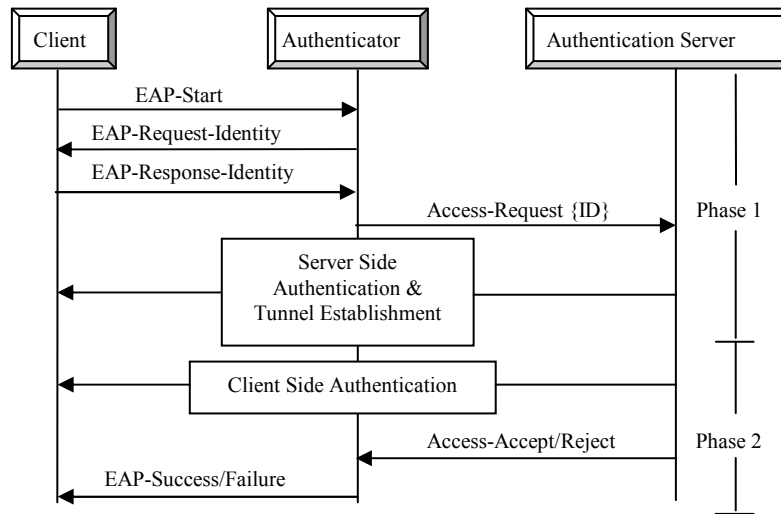 Client
Authenticator
Authentication Server
EAP-Start
EAP-Request-Identity
EAP-Response-Identity
Access-Request {ID}
Phase 1
Server Side
Authentication &
Tunnel Establishment
Client Side Authentication
Access-Accept/Reject
Phase 2
EAP-Success/Failure